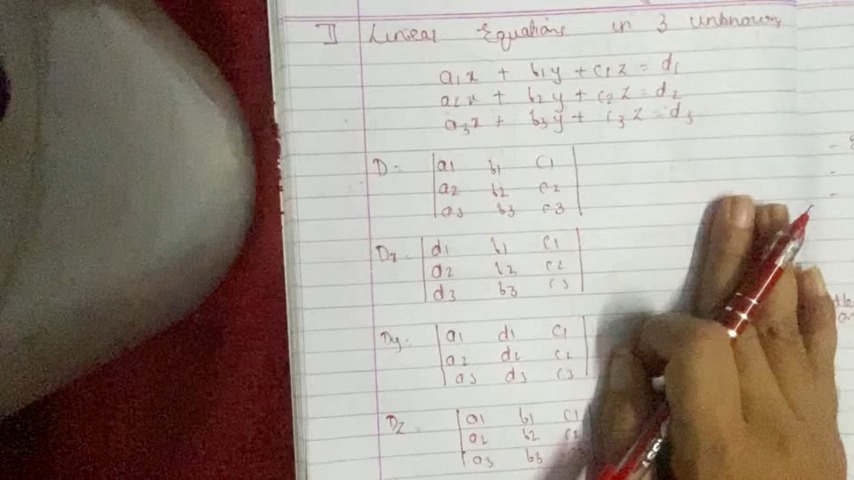 II Linear Equations in 3 unknowns
a1x + b1y + c1z = d1
a2x + b2y + c2z = d2
a3x + b3y + c3z = d3
D = | a1 b1 c1 |
| a2 b2 c2 |
| a3 b3 c3 |
Dx = | d1 b1 c1 |
| d2 b2 c2 |
| d3 b3 c3 |
Dy = | a1 d1 c1 |
| a2 d2 c2 |
| a3 d3 c3 |
Dz = | a1 b1 c1
| a2 b2 c2
| a3 b3